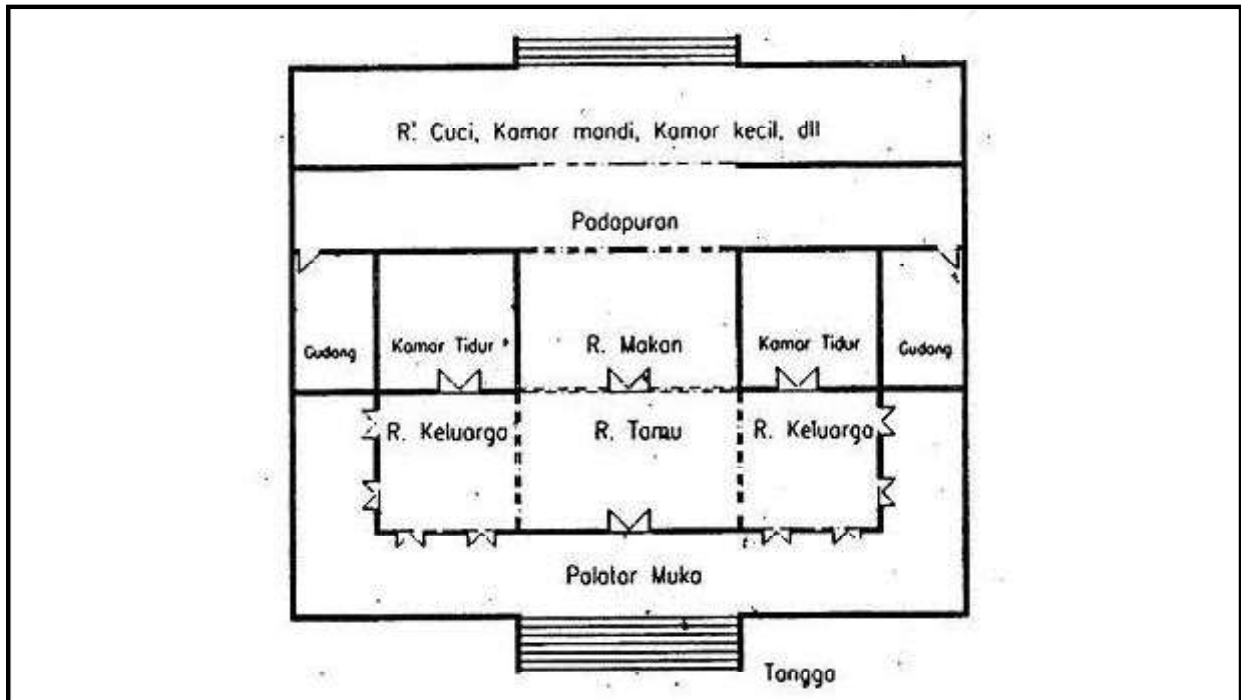 R. Cuci, Kamar mandi, Kamar kecil, dll
Padapuran
Gudang
Kamar Tidur
R. Makan
Kamar Tidur
Gudang
R. Keluarga
R. Tamu
R. Keluarga
Palatar Muka
Tangga